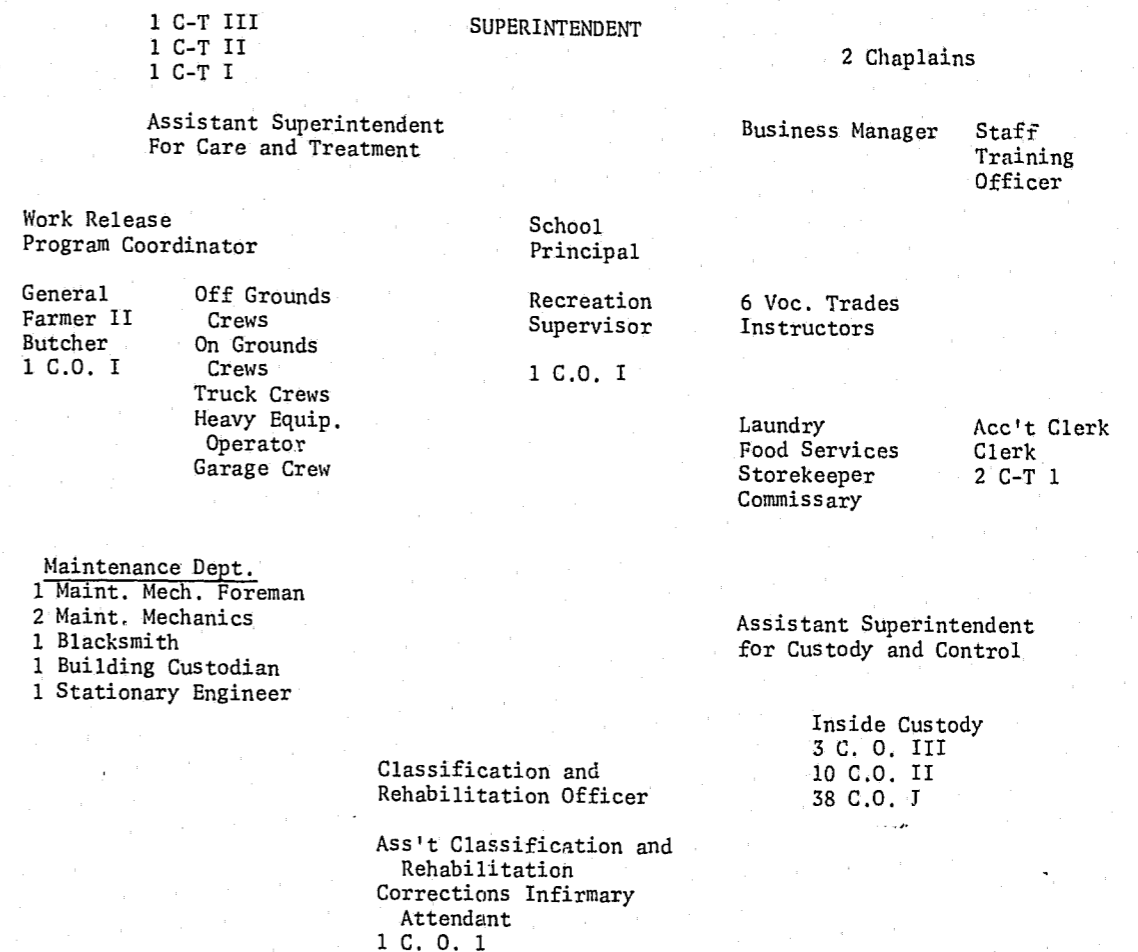 1 C-T III
1 C-T II
1 C-T I
SUPERINTENDENT
2 Chaplains
Assistant Superintendent
For Care and Treatment
Business Manager
Staff
Training
Officer
Work Release
Program Coordinator
School
Principal
General
Farmer II
Butcher
1 C.O. I
Off Grounds
Crews
On Grounds
Crews
Truck Crews
Heavy Equip.
Operator
Garage Crew
Recreation
Supervisor
1 C.O. I
6 Voc. Trades
Instructors
Laundry
Food Services
Storekeeper
Commissary
Acc't Clerk
Clerk
2 C-T 1
Maintenance Dept.
1 Maint. Mech. Foreman
2 Maint. Mechanics
1 Blacksmith
1 Building Custodian
1 Stationary Engineer
Assistant Superintendent
for Custody and Control
Inside Custody
3 C. O. III
10 C.O. II
38 C.O. I
Classification and
Rehabilitation Officer
Ass't Classification and
Rehabilitation
Corrections Infirmary
Attendant
1 C. O. 1